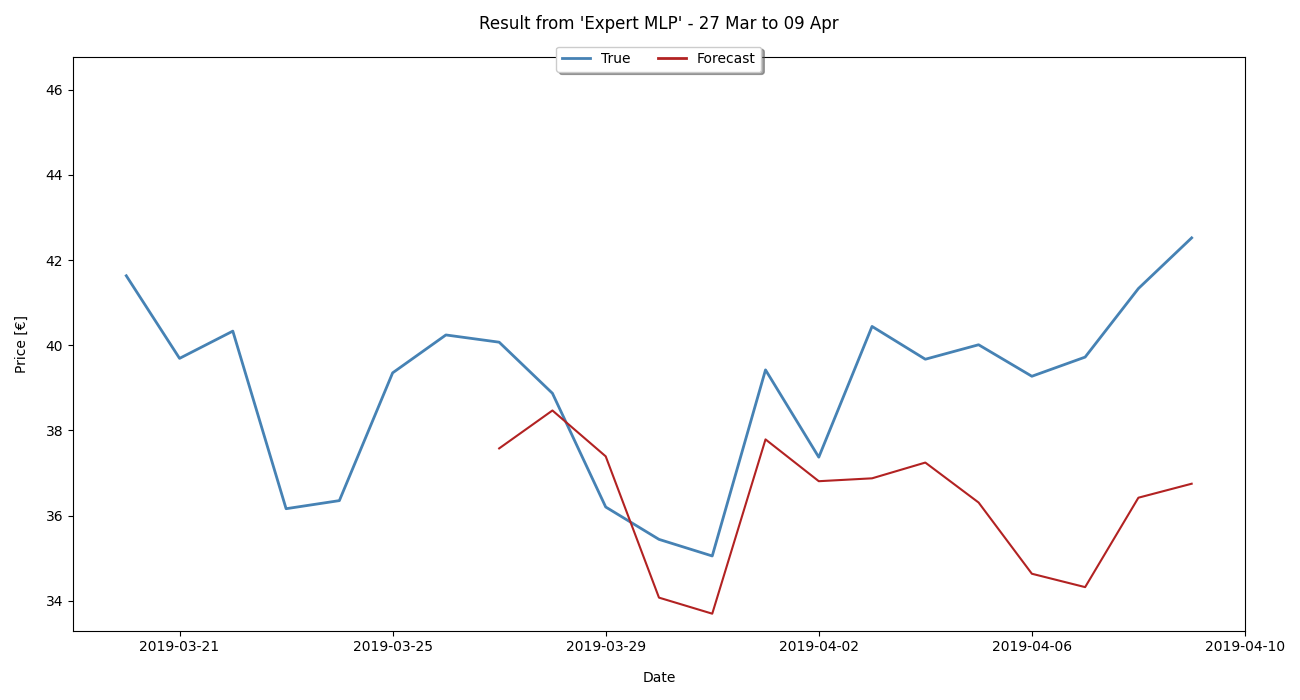 Result from 'Expert MLP' - 27 Mar to 09 Apr
True Forecast
46
44
42
40
38
36
34
Price [€]
2019-03-21 2019-03-25 2019-03-29 2019-04-02 2019-04-06 2019-04-10
Date